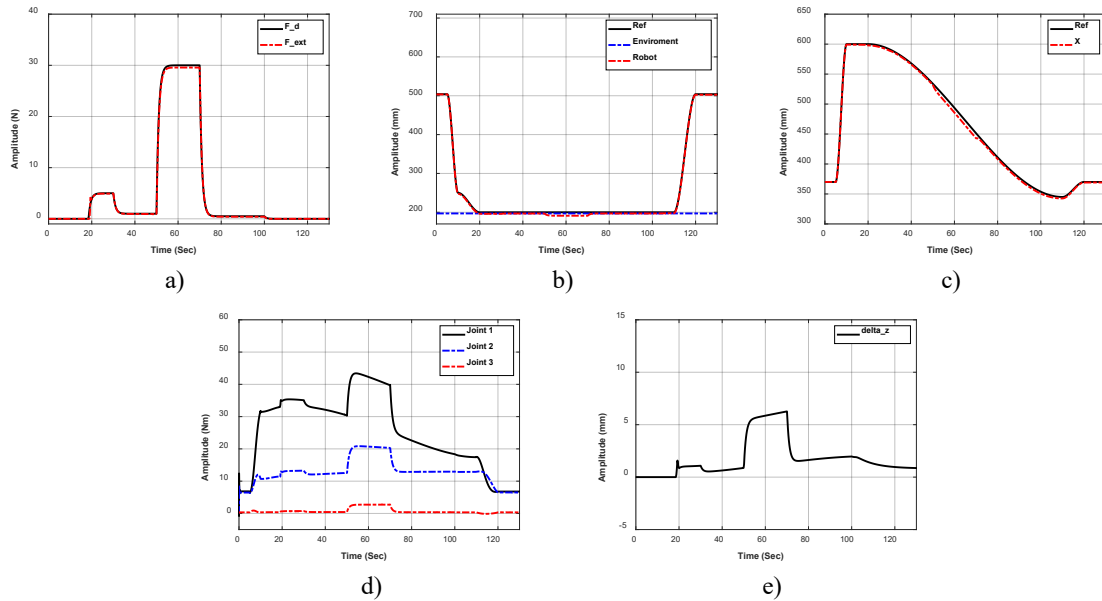 40
30
20
10
0
0 20 40 60 80 100 120
Amplitude (N)
Time (Sec)
F_d
F_ext
a)
700
600
500
400
300
200
0 20 40 60 80 100 120
Amplitude (mm)
Time (Sec)
Ref
Enviroment
Robot
b)
650
600
550
500
450
400
350
300
0 20 40 60 80 100 120
Amplitude (mm)
Time (Sec)
Ref
X
c)
60
50
40
30
20
10
0
0 20 40 60 80 100 120
Amplitude (Nm)
Time (Sec)
Joint 1
Joint 2
Joint 3
d)
15
10
5
0
-5
0 20 40 60 80 100 120
Amplitude (mm)
Time (Sec)
delta_z
e)